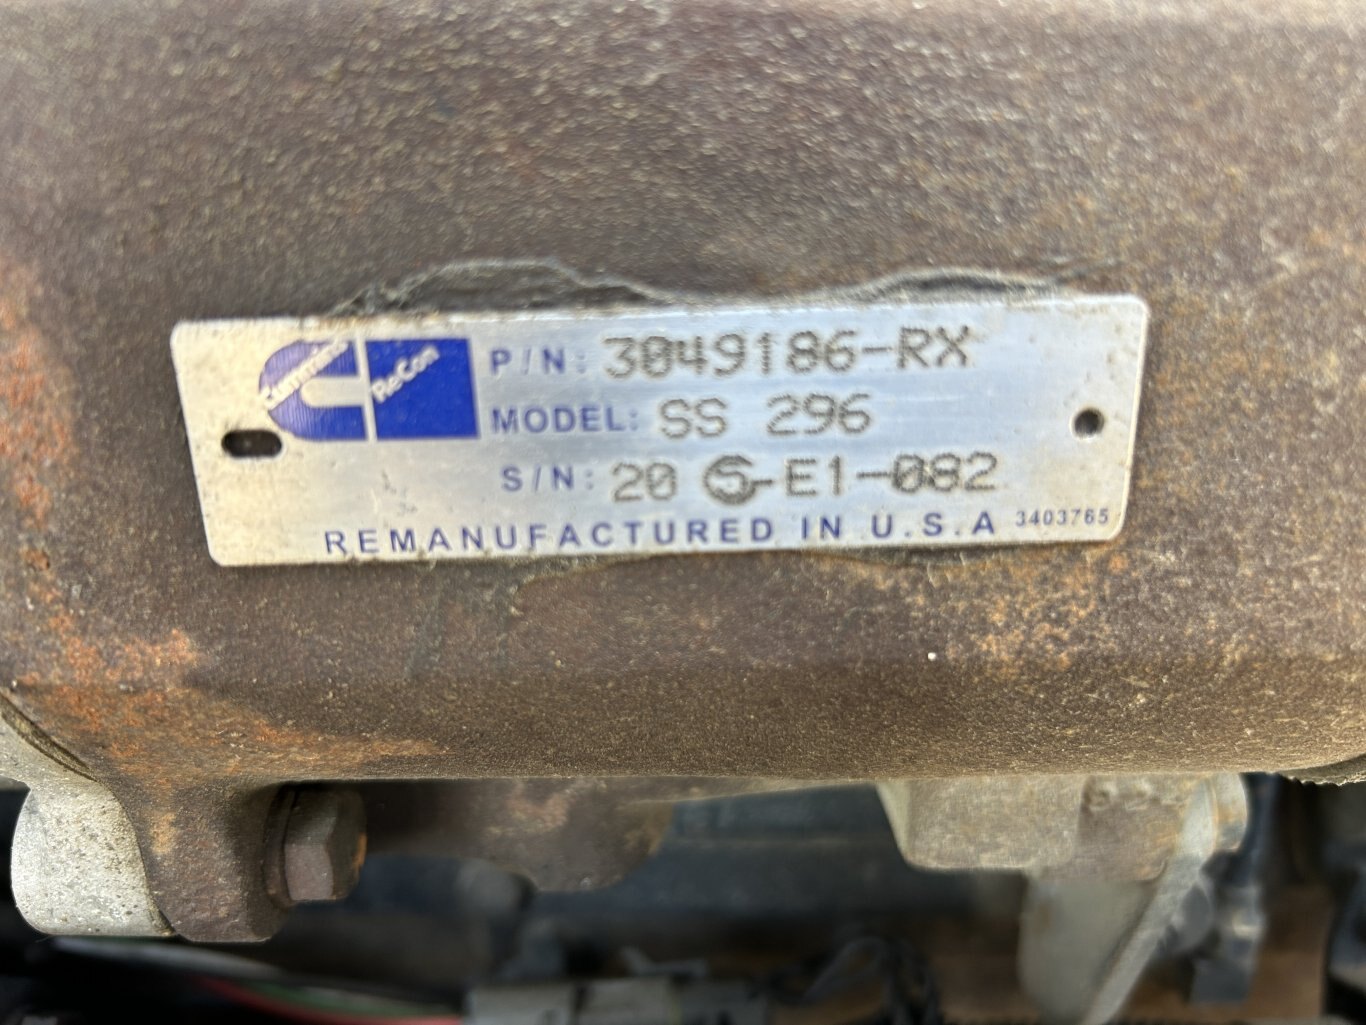 Cummins ReCon
P/N: 3049186-RX
MODEL: SS 296
S/N: 20 E1-082
REMANUFACTURED IN U.S.A 3403765